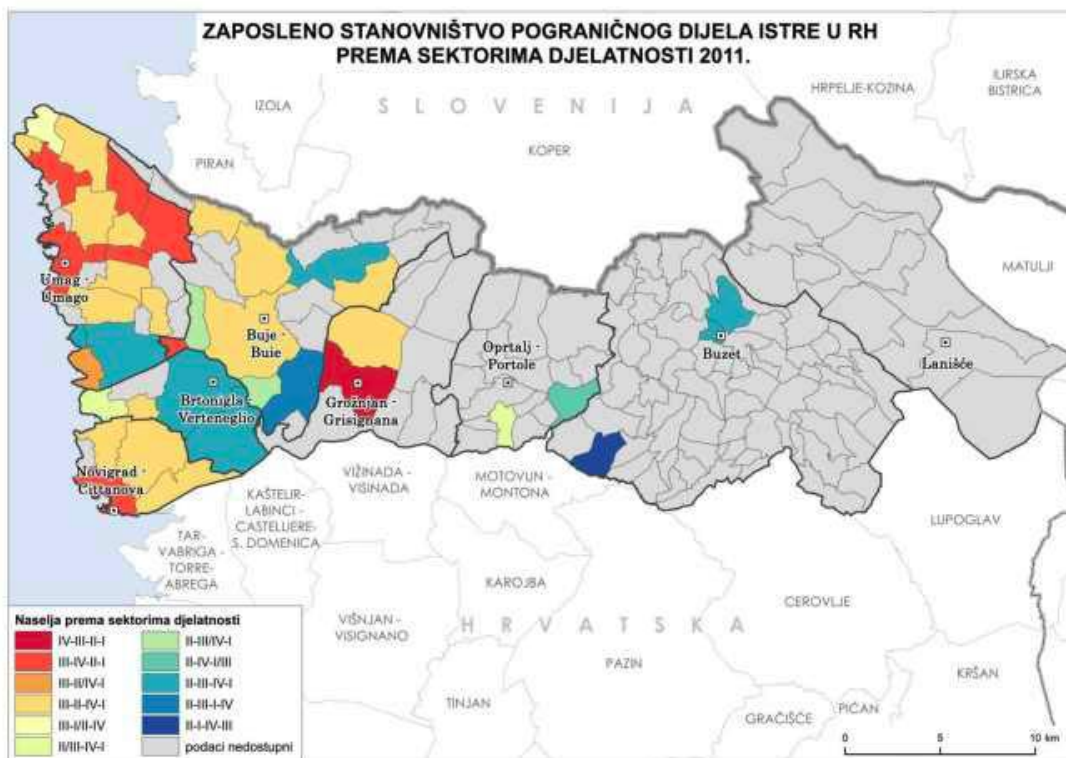 ZAPOSLENO STANOVNIŠTVO POGRANIČNOG DIJELA ISTRE U RH
PREMA SEKTORIMA DJELATNOSTI 2011.
HRPELJE-KOZINA
ILIRSKA
BISTRICA
IZOLA
SLOVENIJA
KOPER
PIRAN
MATULJI
Umag -
Umago
Buje -
Buie
Oprtalj -
Portole
Buzet
Lanišće
Brtonigla -
Verteneglio
Grožnjan -
Grisignana
Novigrad -
Cittanova
VIŽINADA -
VISINADA
MOTOVUN -
MONTONA
KAŠTELIR-
LABINCI -
CASTELLIERE-
S. DOMENICA
LUPOGLAV
TAR-
VABRIGA -
TORRE-
ABREGA
KAROJBA
CEROVLJE
VIŠNJAN -
VISIGNANO
HRVATSKA
PAZIN
KRŠAN
TINJAN
GRAČIŠĆE
PIĆAN
Naselja prema sektorima djelatnosti
IV-III-II-I
III-IV-II-I
III-II/IV-I
III-II-IV-I
III-I/II-IV
II/III-IV-I
II-III/IV-I
II-IV-I/III
II-III-IV-I
II-III-I-IV
II-I-IV-III
podaci nedostupni
0 5 10 km